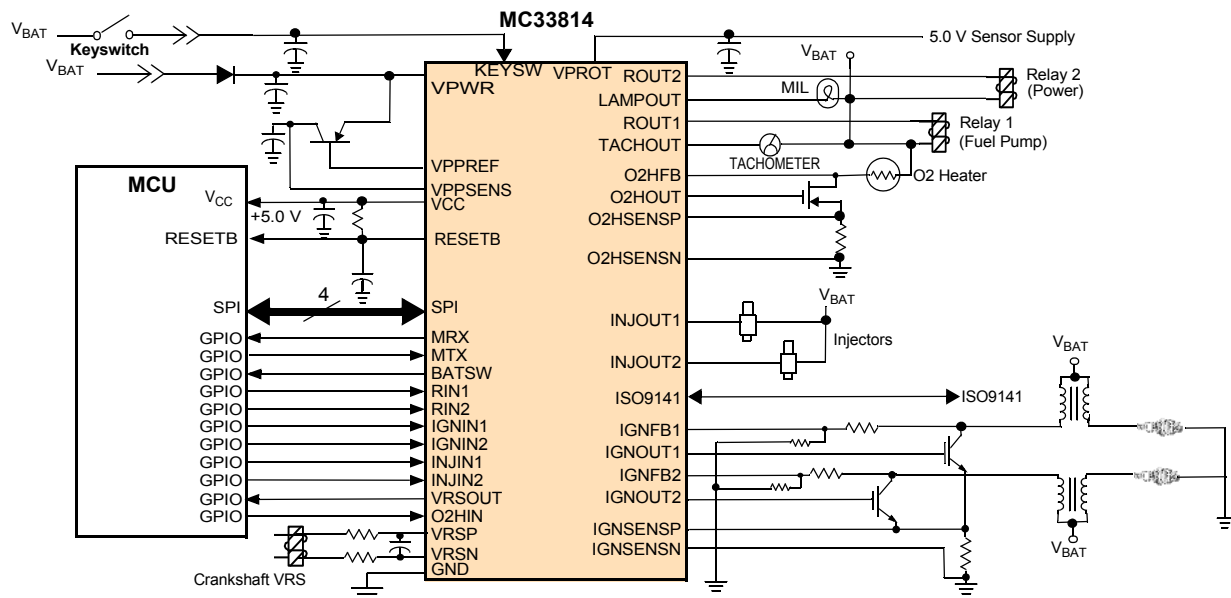 MC33814
VBAT
Keyswitch
VBAT
5.0 V Sensor Supply
VBAT
KEYSW
VPROT
VPWR
ROUT2
MIL
Relay 2
(Power)
LAMPOUT
ROUT1
Relay 1
(Fuel Pump)
TACHOUT
TACHOMETER
VPPREF
O2HFB
O2 Heater
MCU
VPPSENS
O2HOUT
VCC
+5.0 V
VCC
O2HSENSP
RESETB
RESETB
O2HSENSN
SPI
4
SPI
VBAT
INJOUT1
Injectors
GPIO
MRX
GPIO
MTX
INJOUT2
VBAT
GPIO
BATSW
GPIO
RIN1
ISO9141
ISO9141
GPIO
RIN2
GPIO
IGNIN1
IGNFB1
GPIO
IGNIN2
IGNOUT1
GPIO
INJIN1
IGNFB2
GPIO
INJIN2
IGNOUT2
GPIO
VRSOUT
GPIO
O2HIN
IGNSENSP
VRSP
IGNSENSN
VRSN
VBAT
GND
Crankshaft VRS